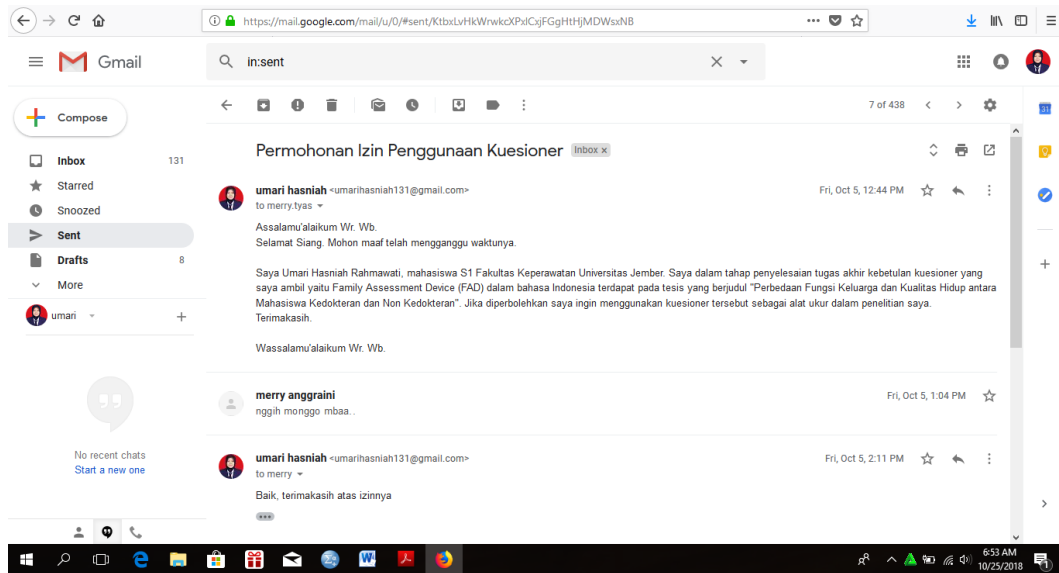 https://mail.google.com/mail/u/0/#sent/KtbxLvHkWrwkcXPxlCxjFGgHtHjMDWsxNB
Gmail
in:sent
Compose
7 of 438
Inbox 131
Starred
Snoozed
Sent
Drafts 8
More
umari
No recent chats
Start a new one
Permohonan Izin Penggunaan Kuesioner Inbox x
umari hasniah <umarihasniah131@gmail.com> Fri, Oct 5, 12:44 PM
to merry.tyas
Assalamu'alaikum Wr. Wb.
Selamat Siang. Mohon maaf telah mengganggu waktunya.
Saya Umari Hasniah Rahmawati, mahasiswa S1 Fakultas Keperawatan Universitas Jember. Saya dalam tahap penyelesaian tugas akhir kebetulan kuesioner yang
saya ambil yaitu Family Assessment Device (FAD) dalam bahasa Indonesia terdapat pada tesis yang berjudul "Perbedaan Fungsi Keluarga dan Kualitas Hidup antara
Mahasiswa Kedokteran dan Non Kedokteran". Jika diperbolehkan saya ingin menggunakan kuesioner tersebut sebagai alat ukur dalam penelitian saya.
Terimakasih.
Wassalamu'alaikum Wr. Wb.
merry anggraini Fri, Oct 5, 1:04 PM
nggih monggo mbaa..
umari hasniah <umarihasniah131@gmail.com> Fri, Oct 5, 2:11 PM
to merry
Baik, terimakasih atas izinnya
31
6:53 AM
10/25/2018